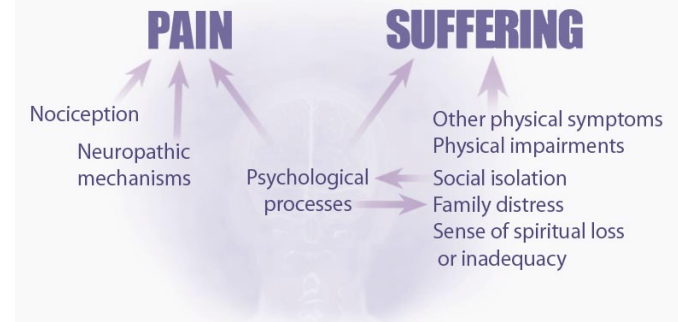 PAIN
SUFFERING
Nociception
Neuropathic
mechanisms
Psychological
processes
Other physical symptoms
Physical impairments
Social isolation
Family distress
Sense of spiritual loss
or inadequacy